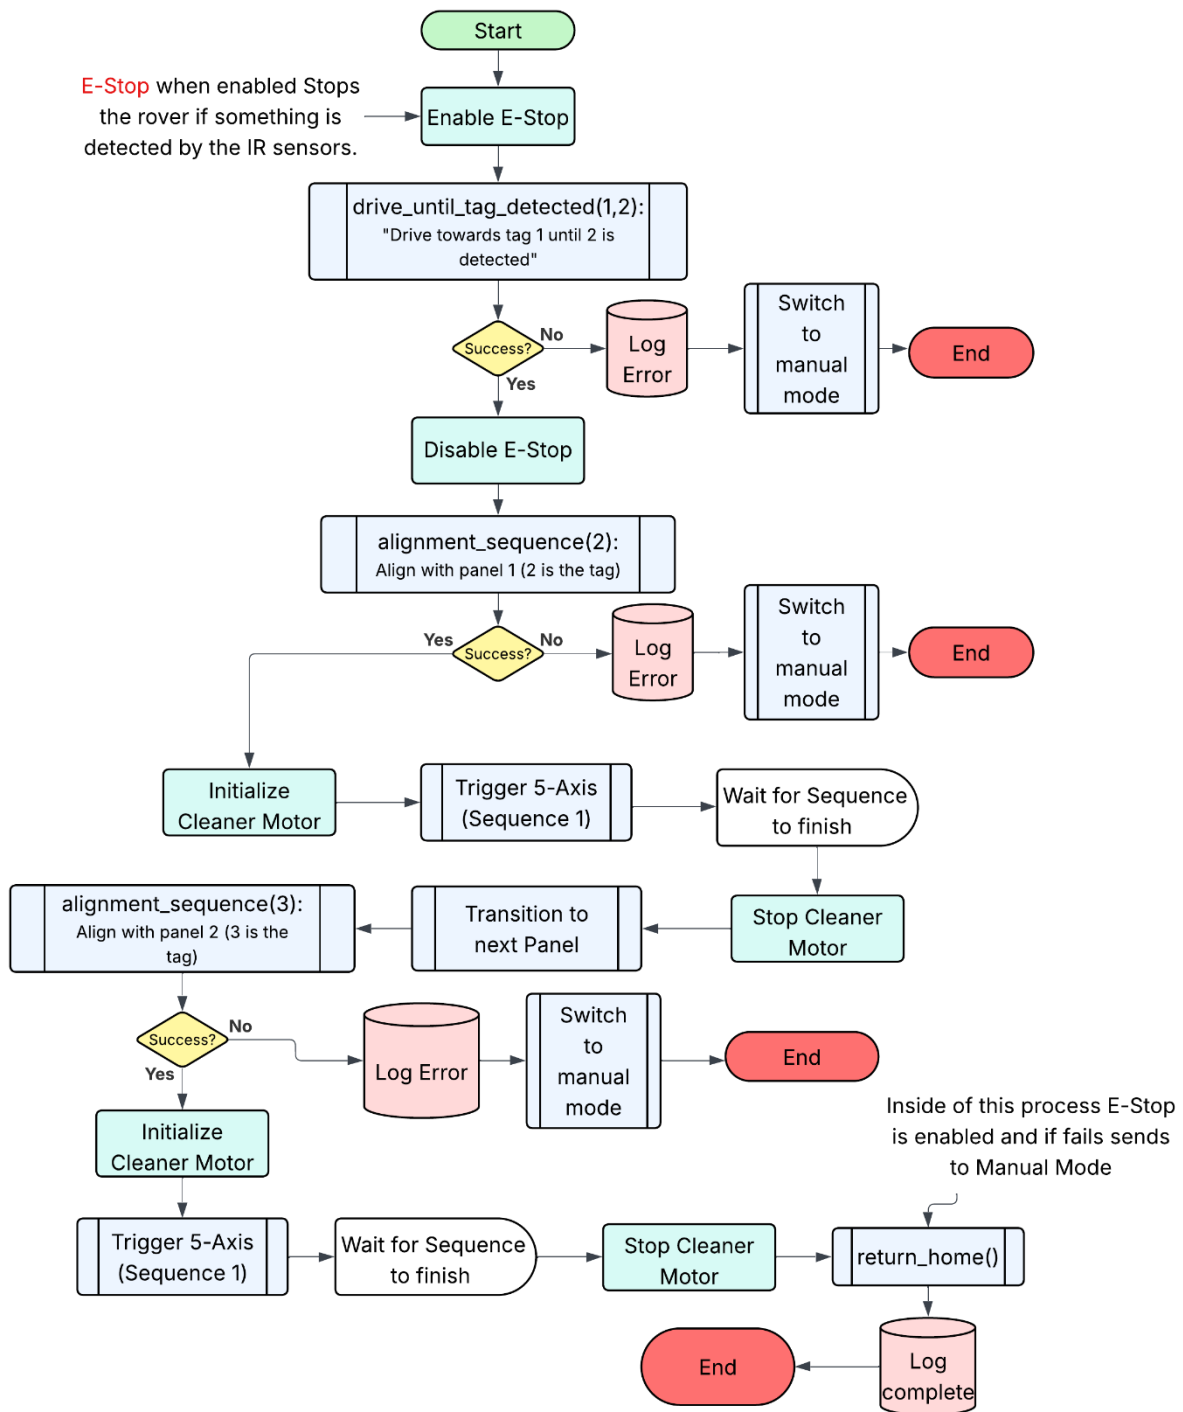 Start
E-Stop when enabled Stops
the rover if something is
detected by the IR sensors.
Enable E-Stop
drive_until_tag_detected(1,2):
"Drive towards tag 1 until 2 is
detected"
Success?
No
Yes
Log
Error
Switch
to
manual
mode
End
Disable E-Stop
alignment_sequence(2):
Align with panel 1 (2 is the tag)
Yes
Success?
No
Log
Error
Switch
to
manual
mode
End
Initialize
Cleaner Motor
Trigger 5-Axis
(Sequence 1)
Wait for Sequence
to finish
Stop Cleaner
Motor
Transition to
next Panel
alignment_sequence(3):
Align with panel 2 (3 is the
tag)
Success?
No
Yes
Log Error
Switch
to
manual
mode
End
Initialize
Cleaner Motor
Trigger 5-Axis
(Sequence 1)
Wait for Sequence
to finish
Stop Cleaner
Motor
Inside of this process E-Stop
is enabled and if fails sends
to Manual Mode
return_home()
Log
complete
End